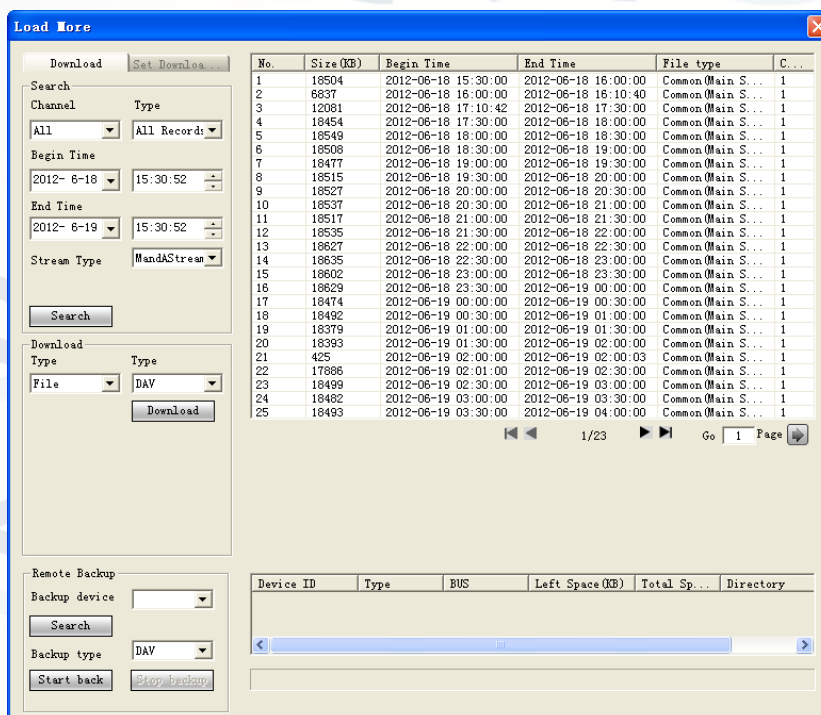 Load More
Download Set Downloa...
Search
Channel Type
All All Records
Begin Time
2012- 6-18 15:30:52
End Time
2012- 6-19 15:30:52
Stream Type MandAStream
Search
Download
Type Type
File DAV
Download
Remote Backup
Backup device
Search
Backup type DAV
Start back Stop backup
No. Size(KB) Begin Time End Time File type C...
1 18504 2012-06-18 15:30:00 2012-06-18 16:00:00 Common(Main S... 1
2 6837 2012-06-18 16:00:00 2012-06-18 16:10:40 Common(Main S... 1
3 12081 2012-06-18 17:10:42 2012-06-18 17:30:00 Common(Main S... 1
4 18454 2012-06-18 17:30:00 2012-06-18 18:00:00 Common(Main S... 1
5 18549 2012-06-18 18:00:00 2012-06-18 18:30:00 Common(Main S... 1
6 18508 2012-06-18 18:30:00 2012-06-18 19:00:00 Common(Main S... 1
7 18477 2012-06-18 19:00:00 2012-06-18 19:30:00 Common(Main S... 1
8 18515 2012-06-18 19:30:00 2012-06-18 20:00:00 Common(Main S... 1
9 18527 2012-06-18 20:00:00 2012-06-18 20:30:00 Common(Main S... 1
10 18537 2012-06-18 20:30:00 2012-06-18 21:00:00 Common(Main S... 1
11 18517 2012-06-18 21:00:00 2012-06-18 21:30:00 Common(Main S... 1
12 18535 2012-06-18 21:30:00 2012-06-18 22:00:00 Common(Main S... 1
13 18627 2012-06-18 22:00:00 2012-06-18 22:30:00 Common(Main S... 1
14 18635 2012-06-18 22:30:00 2012-06-18 23:00:00 Common(Main S... 1
15 18602 2012-06-18 23:00:00 2012-06-18 23:30:00 Common(Main S... 1
16 18629 2012-06-18 23:30:00 2012-06-19 00:00:00 Common(Main S... 1
17 18474 2012-06-19 00:00:00 2012-06-19 00:30:00 Common(Main S... 1
18 18492 2012-06-19 00:30:00 2012-06-19 01:00:00 Common(Main S... 1
19 18379 2012-06-19 01:00:00 2012-06-19 01:30:00 Common(Main S... 1
20 18393 2012-06-19 01:30:00 2012-06-19 02:00:00 Common(Main S... 1
21 425 2012-06-19 02:00:00 2012-06-19 02:00:03 Common(Main S... 1
22 17886 2012-06-19 02:01:00 2012-06-19 02:30:00 Common(Main S... 1
23 18499 2012-06-19 02:30:00 2012-06-19 03:00:00 Common(Main S... 1
24 18482 2012-06-19 03:00:00 2012-06-19 03:30:00 Common(Main S... 1
25 18493 2012-06-19 03:30:00 2012-06-19 04:00:00 Common(Main S... 1
1/23 Go 1 Page
Device ID Type BUS Left Space(KB) Total Sp... Directory